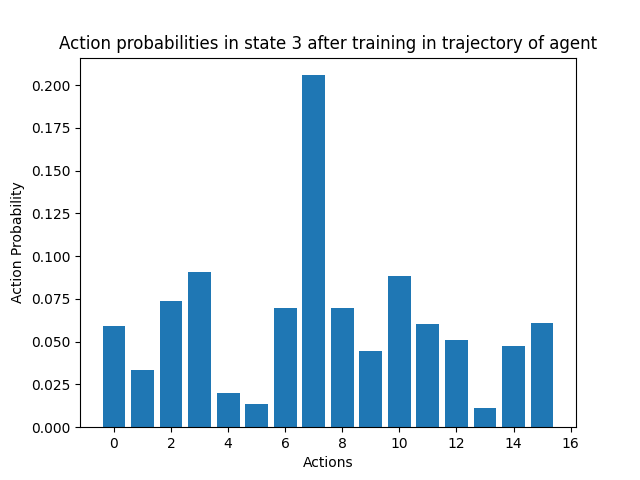 Action probabilities in state 3 after training in trajectory of agent
0.200
0.175
0.150
0.125
0.100
0.075
0.050
0.025
0.000
Action Probability
0 2 4 6 8 10 12 14 16
Actions